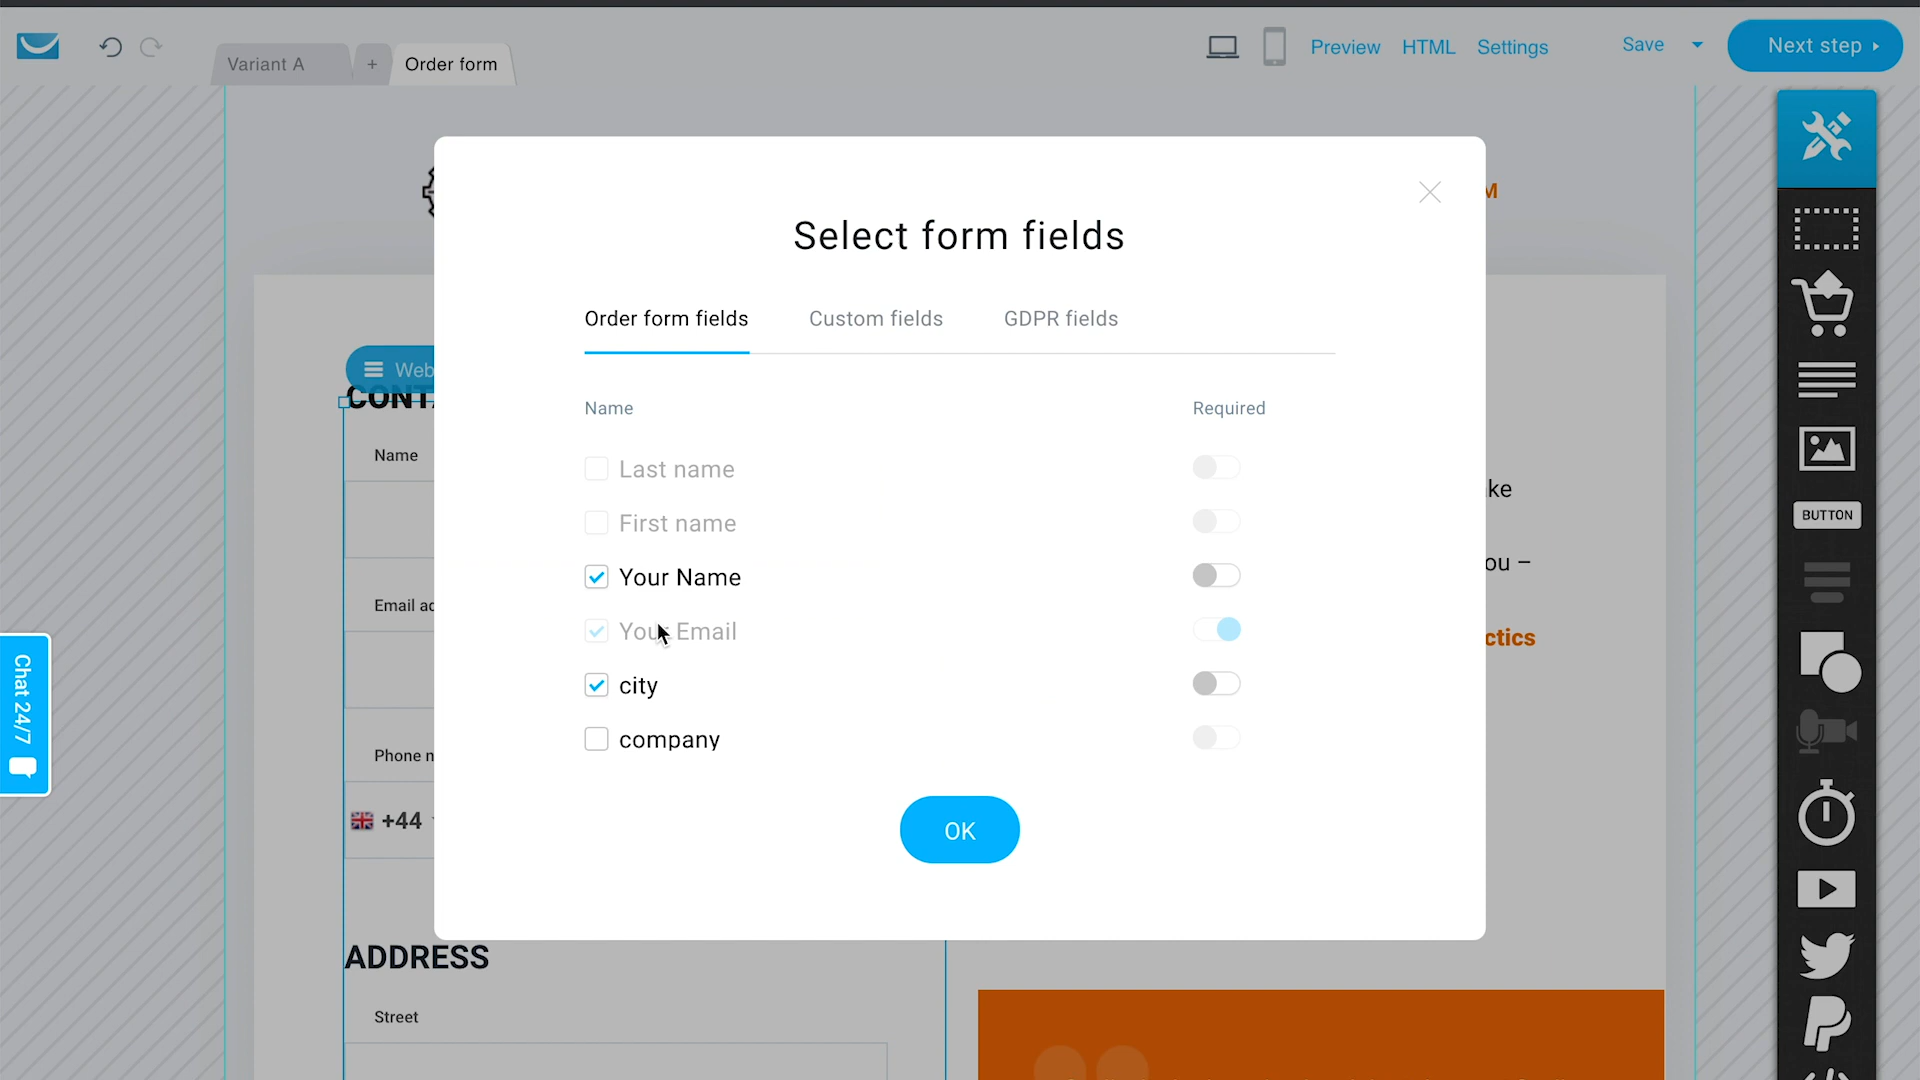 Variant A
+
Order form
Preview
HTML
Settings
Save
Next step
M
Select form fields
Order form fields
Custom fields
GDPR fields
Name
Required
Last name
First name
Your Name
Your Email
city
company
OK
Web
CONT
Name
Email ad
Phone n
+44
ADDRESS
Street
ke
ou –
ctics
BUTTON
Chat 24/7